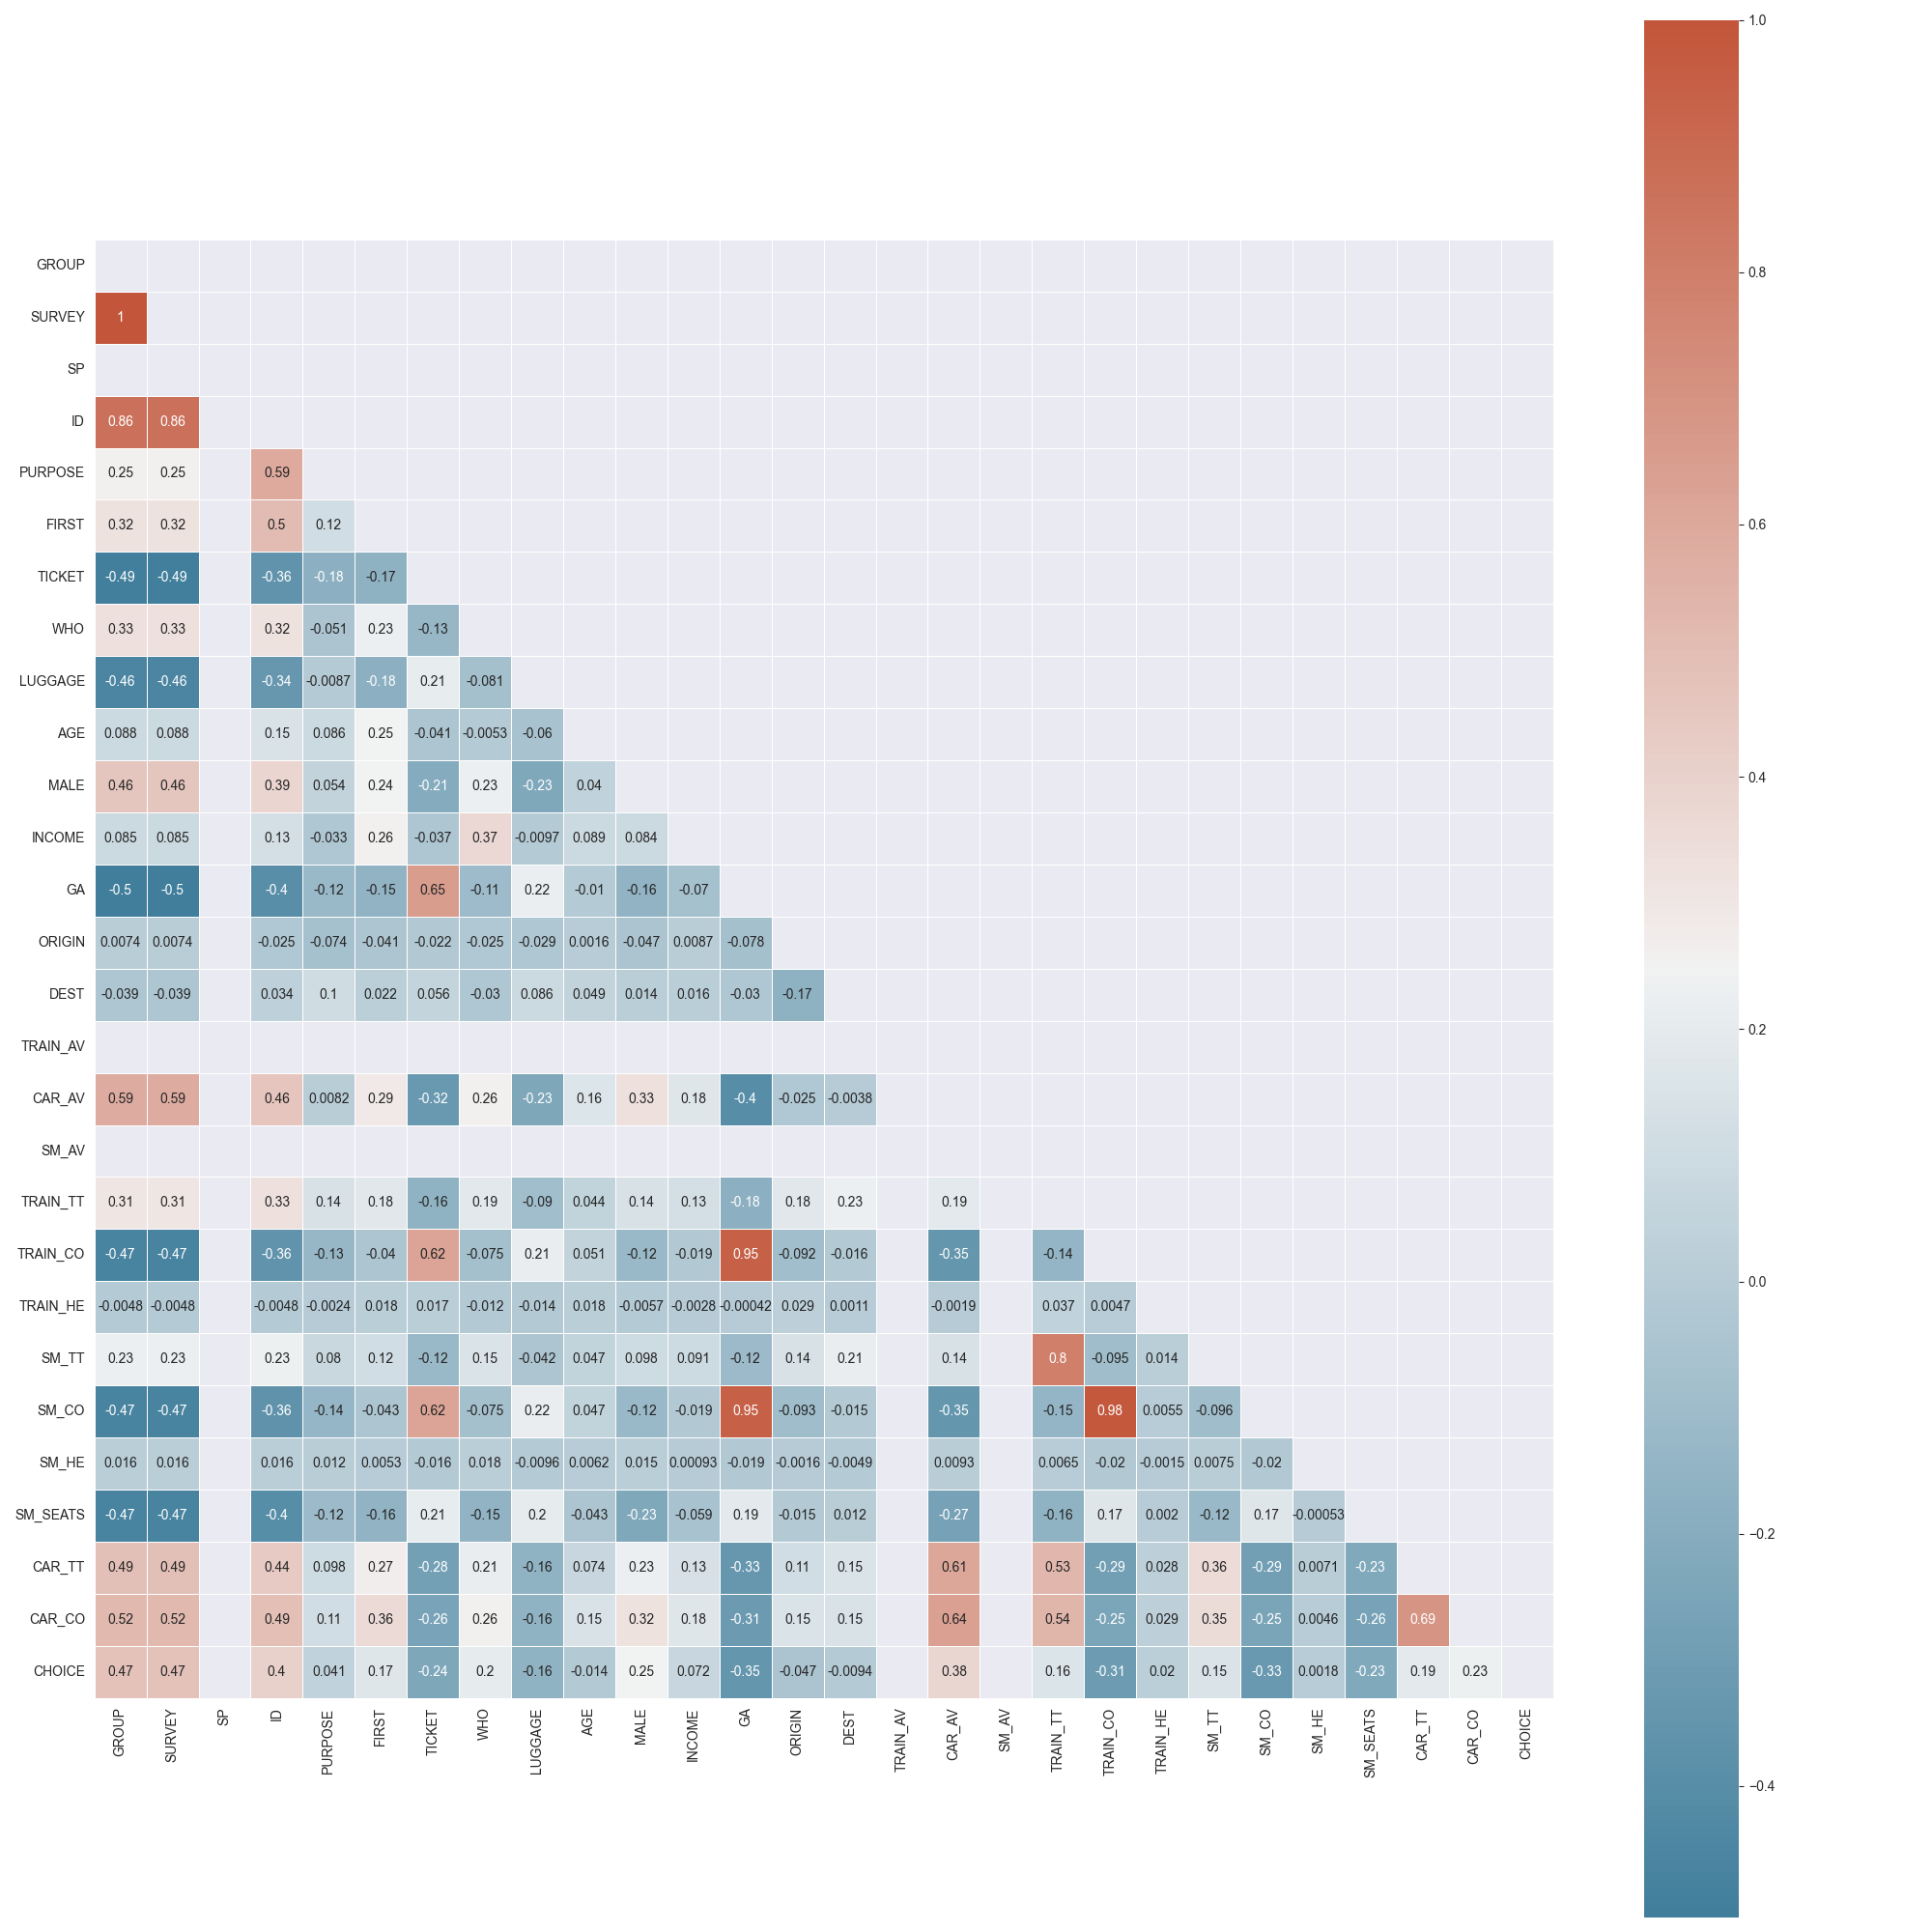 1.0
0.8
0.6
0.4
0.2
0.0
−0.2
−0.4
GROUP
SURVEY 1
SP
ID 0.86 0.86
PURPOSE 0.25 0.25 0.59
FIRST 0.32 0.32 0.5 0.12
TICKET -0.49 -0.49 -0.36 -0.18 -0.17
WHO 0.33 0.33 0.32 -0.051 0.23 -0.13
LUGGAGE -0.46 -0.46 -0.34 -0.0087 -0.18 0.21 -0.081
AGE 0.088 0.088 0.15 0.086 0.25 -0.041 -0.0053 -0.06
MALE 0.46 0.46 0.39 0.054 0.24 -0.21 0.23 -0.23 0.04
INCOME 0.085 0.085 0.13 -0.033 0.26 -0.037 0.37 -0.0097 0.089 0.084
GA -0.5 -0.5 -0.4 -0.12 -0.15 0.65 -0.11 0.22 -0.01 -0.16 -0.07
ORIGIN 0.0074 0.0074 -0.025 -0.074 -0.041 -0.022 -0.025 -0.029 0.0016 -0.047 0.0087 -0.078
DEST -0.039 -0.039 0.034 0.1 0.022 0.056 -0.03 0.086 0.049 0.014 0.016 -0.03 -0.17
TRAIN_AV
CAR_AV 0.59 0.59 0.46 0.0082 0.29 -0.32 0.26 -0.23 0.16 0.33 0.18 -0.4 -0.025 -0.0038
SM_AV
TRAIN_TT 0.31 0.31 0.33 0.14 0.18 -0.16 0.19 -0.09 0.044 0.14 0.13 -0.18 0.18 0.23 0.19
TRAIN_CO -0.47 -0.47 -0.36 -0.13 -0.04 0.62 -0.075 0.21 0.051 -0.12 -0.019 0.95 -0.092 -0.016 -0.35 -0.14
TRAIN_HE -0.0048 -0.0048 -0.0048 -0.0024 0.018 0.017 -0.012 -0.014 0.018 -0.0057 -0.0028 -0.00042 0.029 0.0011 -0.0019 0.037 0.0047
SM_TT 0.23 0.23 0.23 0.08 0.12 -0.12 0.15 -0.042 0.047 0.098 0.091 -0.12 0.14 0.21 0.14 0.8 -0.095 0.014
SM_CO -0.47 -0.47 -0.36 -0.14 -0.043 0.62 -0.075 0.22 0.047 -0.12 -0.019 0.95 -0.093 -0.015 -0.35 -0.15 0.98 0.0055 -0.096
SM_HE 0.016 0.016 0.016 0.012 0.0053 -0.016 0.018 -0.0096 0.0062 0.015 0.00093 -0.019 -0.0016 -0.0049 0.0093 0.0065 -0.02 -0.0015 0.0075 -0.02
SM_SEATS -0.47 -0.47 -0.4 -0.12 -0.16 0.21 -0.15 0.2 -0.043 -0.23 -0.059 0.19 -0.015 0.012 -0.27 -0.16 0.17 0.002 -0.12 0.17 -0.00053
CAR_TT 0.49 0.49 0.44 0.098 0.27 -0.28 0.21 -0.16 0.074 0.23 0.13 -0.33 0.11 0.15 0.61 0.53 -0.29 0.028 0.36 -0.29 0.0071 -0.23
CAR_CO 0.52 0.52 0.49 0.11 0.36 -0.26 0.26 -0.16 0.15 0.32 0.18 -0.31 0.15 0.15 0.64 0.54 -0.25 0.029 0.35 -0.25 0.0046 -0.26 0.69
CHOICE 0.47 0.47 0.4 0.041 0.17 -0.24 0.2 -0.16 -0.014 0.25 0.072 -0.35 -0.047 -0.0094 0.38 0.16 -0.31 0.02 0.15 -0.33 0.0018 -0.23 0.19 0.23
GROUP SURVEY SP ID PURPOSE FIRST TICKET WHO LUGGAGE AGE MALE INCOME GA ORIGIN DEST TRAIN_AV CAR_AV SM_AV TRAIN_TT TRAIN_CO TRAIN_HE SM_TT SM_CO SM_HE SM_SEATS CAR_TT CAR_CO CHOICE